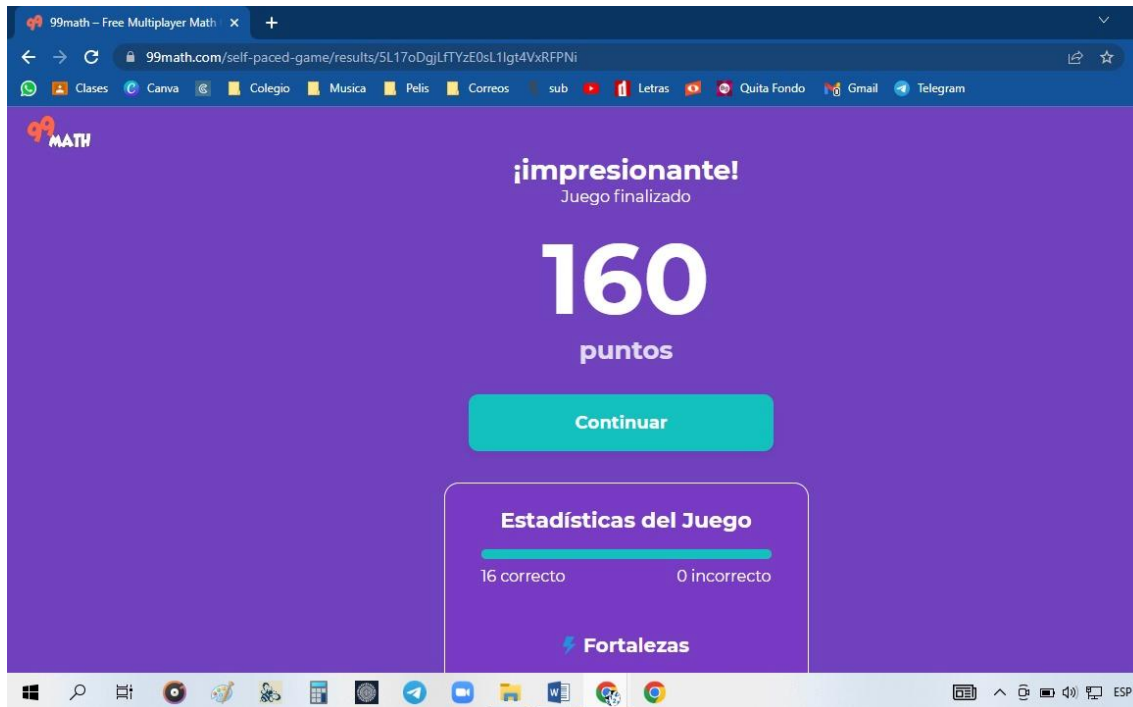 99math – Free Multiplayer Math
99math.com/self-paced-game/results/5L17oDgjLfTYzE0sL1lgt4VxRFPNi
Clases Canva Colegio Musica Pelis Correos sub Letras Quita Fondo Gmail Telegram
99 MATH
¡impresionante!
Juego finalizado
160
puntos
Continuar
Estadísticas del Juego
16 correcto 0 incorrecto
Fortalezas
ESP